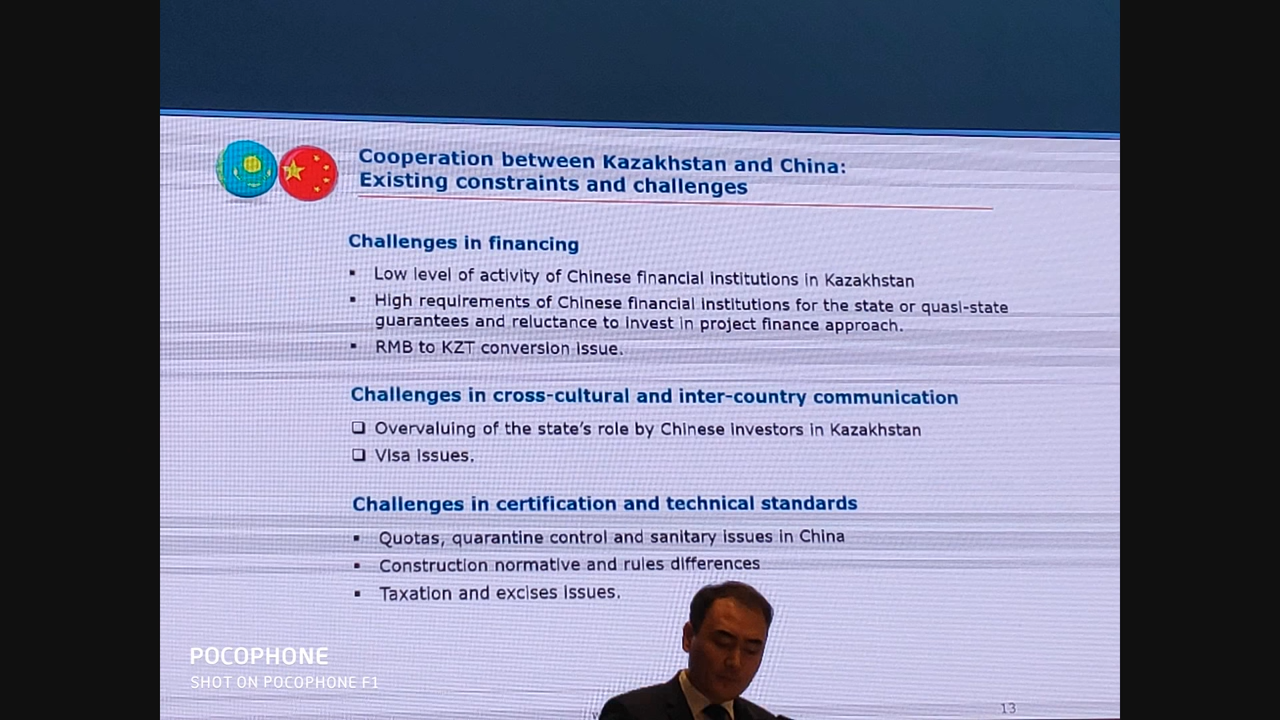 Cooperation between Kazakhstan and China:
Existing constraints and challenges
Challenges in financing
▪ Low level of activity of Chinese financial institutions in Kazakhstan
▪ High requirements of Chinese financial institutions for the state or quasi-state
guarantees and reluctance to invest in project finance approach.
▪ RMB to KZT conversion issue.
Challenges in cross-cultural and inter-country communication
❑ Overvaluing of the state's role by Chinese investors in Kazakhstan
❑ Visa issues.
Challenges in certification and technical standards
▪ Quotas, quarantine control and sanitary issues in China
▪ Construction normative and rules differences
▪ Taxation and excises issues.
POCOPHONE
SHOT ON POCOPHONE F1
13